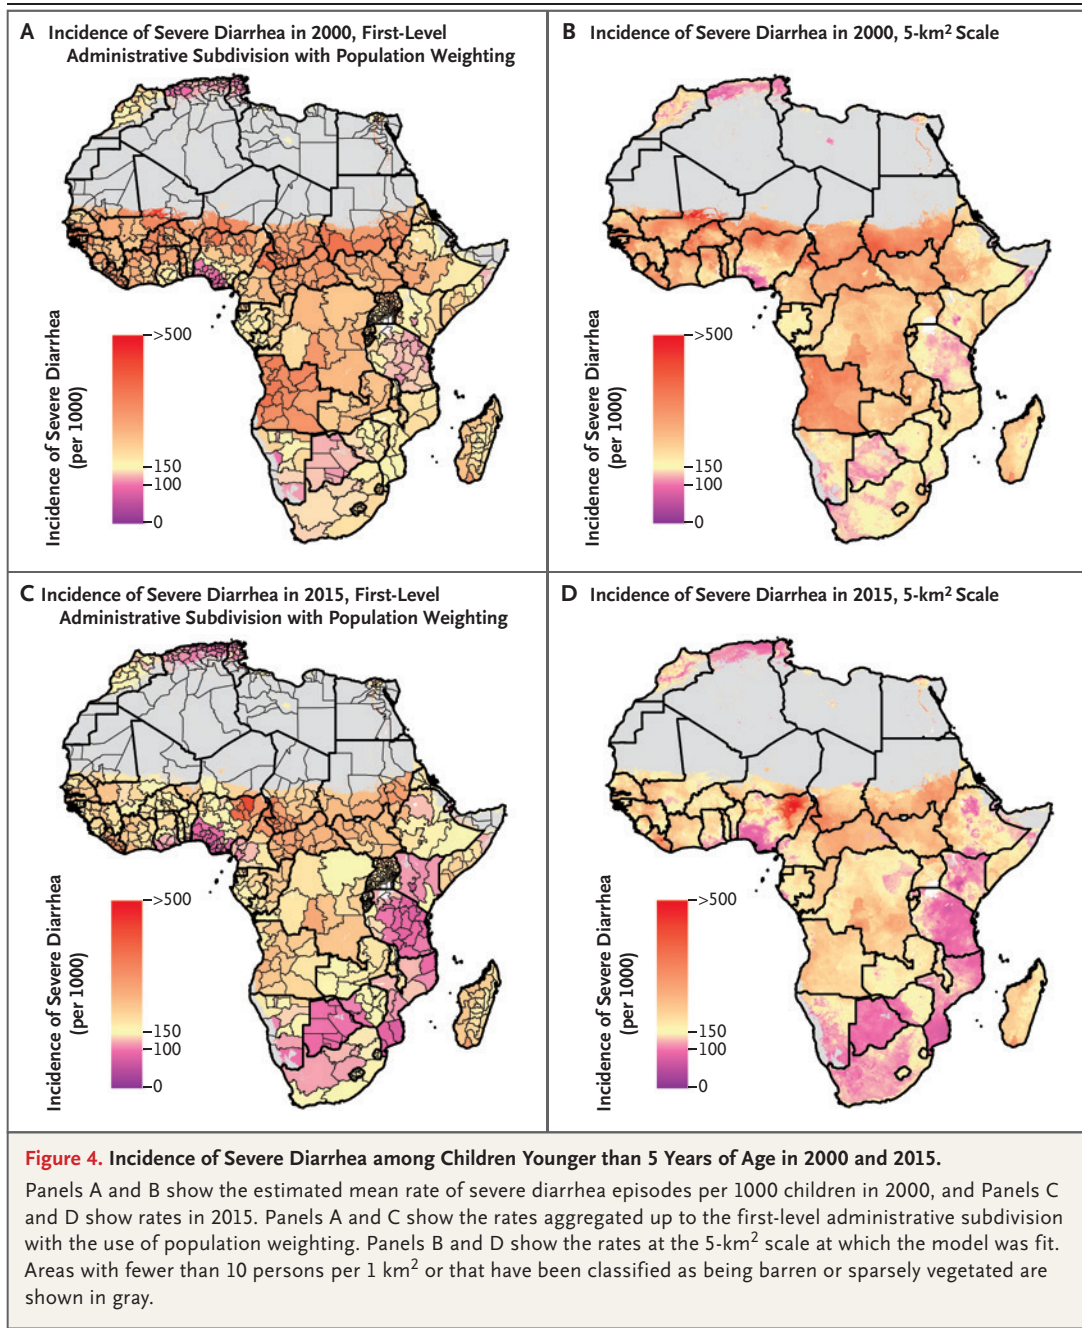 A Incidence of Severe Diarrhea in 2000, First-Level
Administrative Subdivision with Population Weighting
Incidence of Severe Diarrhea
(per 1000)
>500
150
100
0
B Incidence of Severe Diarrhea in 2000, 5-km² Scale
Incidence of Severe Diarrhea
(per 1000)
>500
150
100
0
C Incidence of Severe Diarrhea in 2015, First-Level
Administrative Subdivision with Population Weighting
Incidence of Severe Diarrhea
(per 1000)
>500
150
100
0
D Incidence of Severe Diarrhea in 2015, 5-km² Scale
Incidence of Severe Diarrhea
(per 1000)
>500
150
100
0
Figure 4. Incidence of Severe Diarrhea among Children Younger than 5 Years of Age in 2000 and 2015.
Panels A and B show the estimated mean rate of severe diarrhea episodes per 1000 children in 2000, and Panels C
and D show rates in 2015. Panels A and C show the rates aggregated up to the first-level administrative subdivision
with the use of population weighting. Panels B and D show the rates at the 5-km² scale at which the model was fit.
Areas with fewer than 10 persons per 1 km² or that have been classified as being barren or sparsely vegetated are
shown in gray.